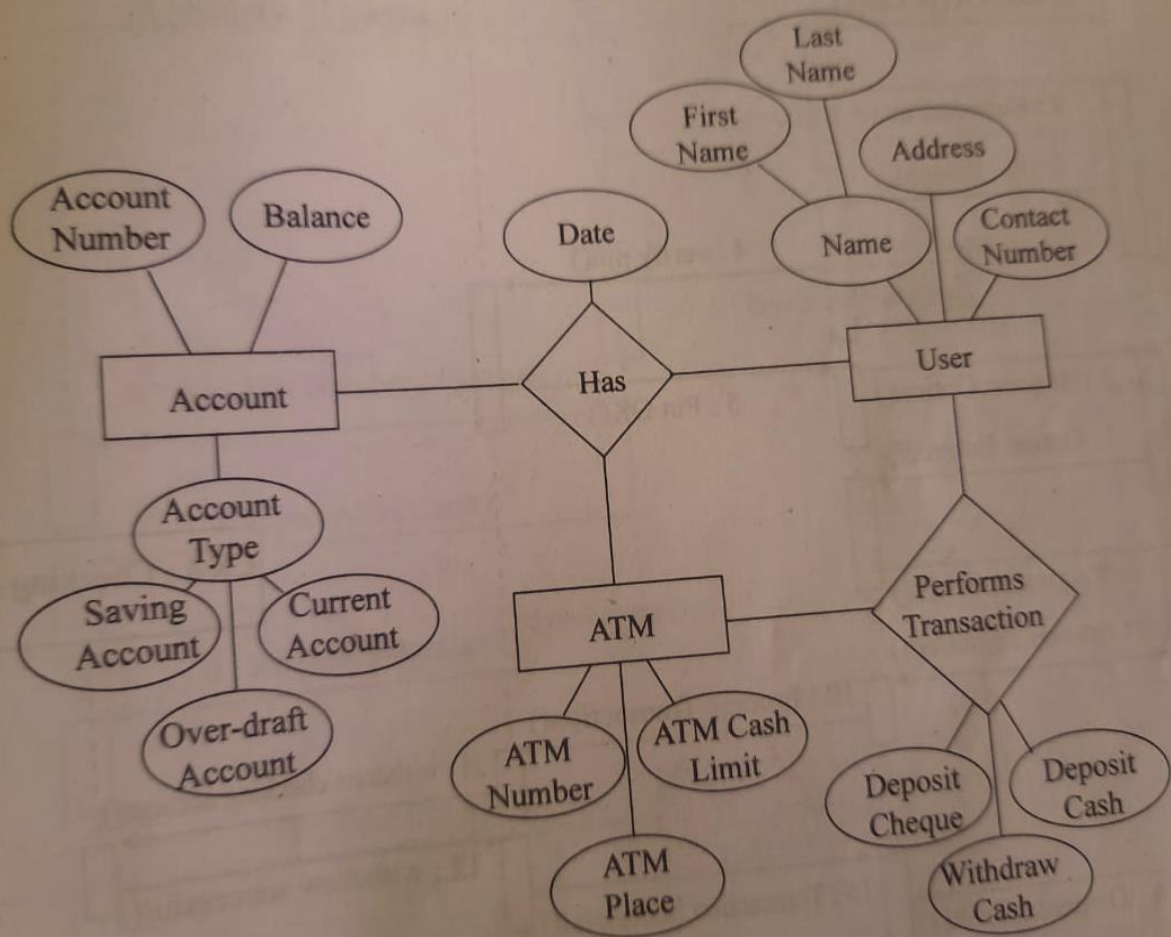 Last
Name
First
Name
Address
Account
Number
Balance
Date
Name
Contact
Number
Account
Has
User
Account
Type
Saving
Account
Current
Account
Over-draft
Account
ATM
Performs
Transaction
ATM
Number
ATM Cash
Limit
ATM
Place
Deposit
Cheque
Deposit
Cash
Withdraw
Cash